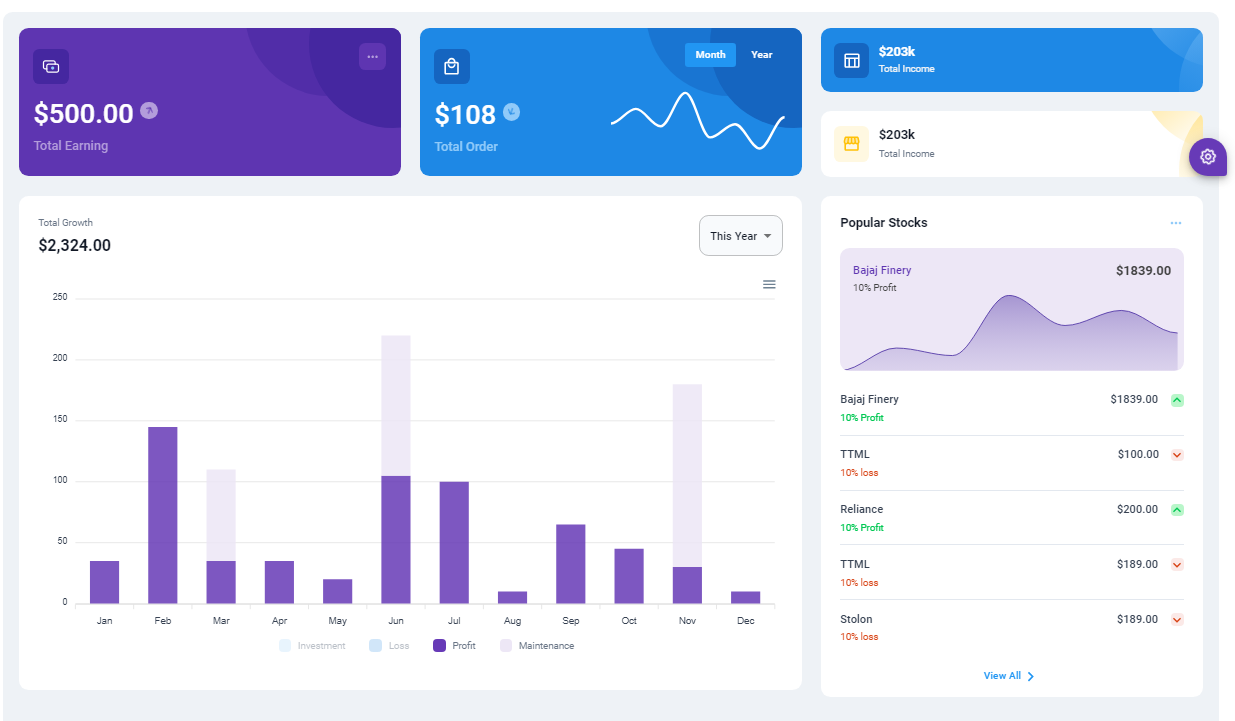 $500.00
Total Earning
Month Year
$108
Total Order
$203k
Total Income
$203k
Total Income
Total Growth
$2,324.00
This Year
250
200
150
100
50
0
Jan Feb Mar Apr May Jun Jul Aug Sep Oct Nov Dec
Investment Loss Profit Maintenance
Popular Stocks
Bajaj Finery $1839.00
10% Profit
Bajaj Finery $1839.00
10% Profit
TTML $100.00
10% loss
Reliance $200.00
10% Profit
TTML $189.00
10% loss
Stolon $189.00
10% loss
View All